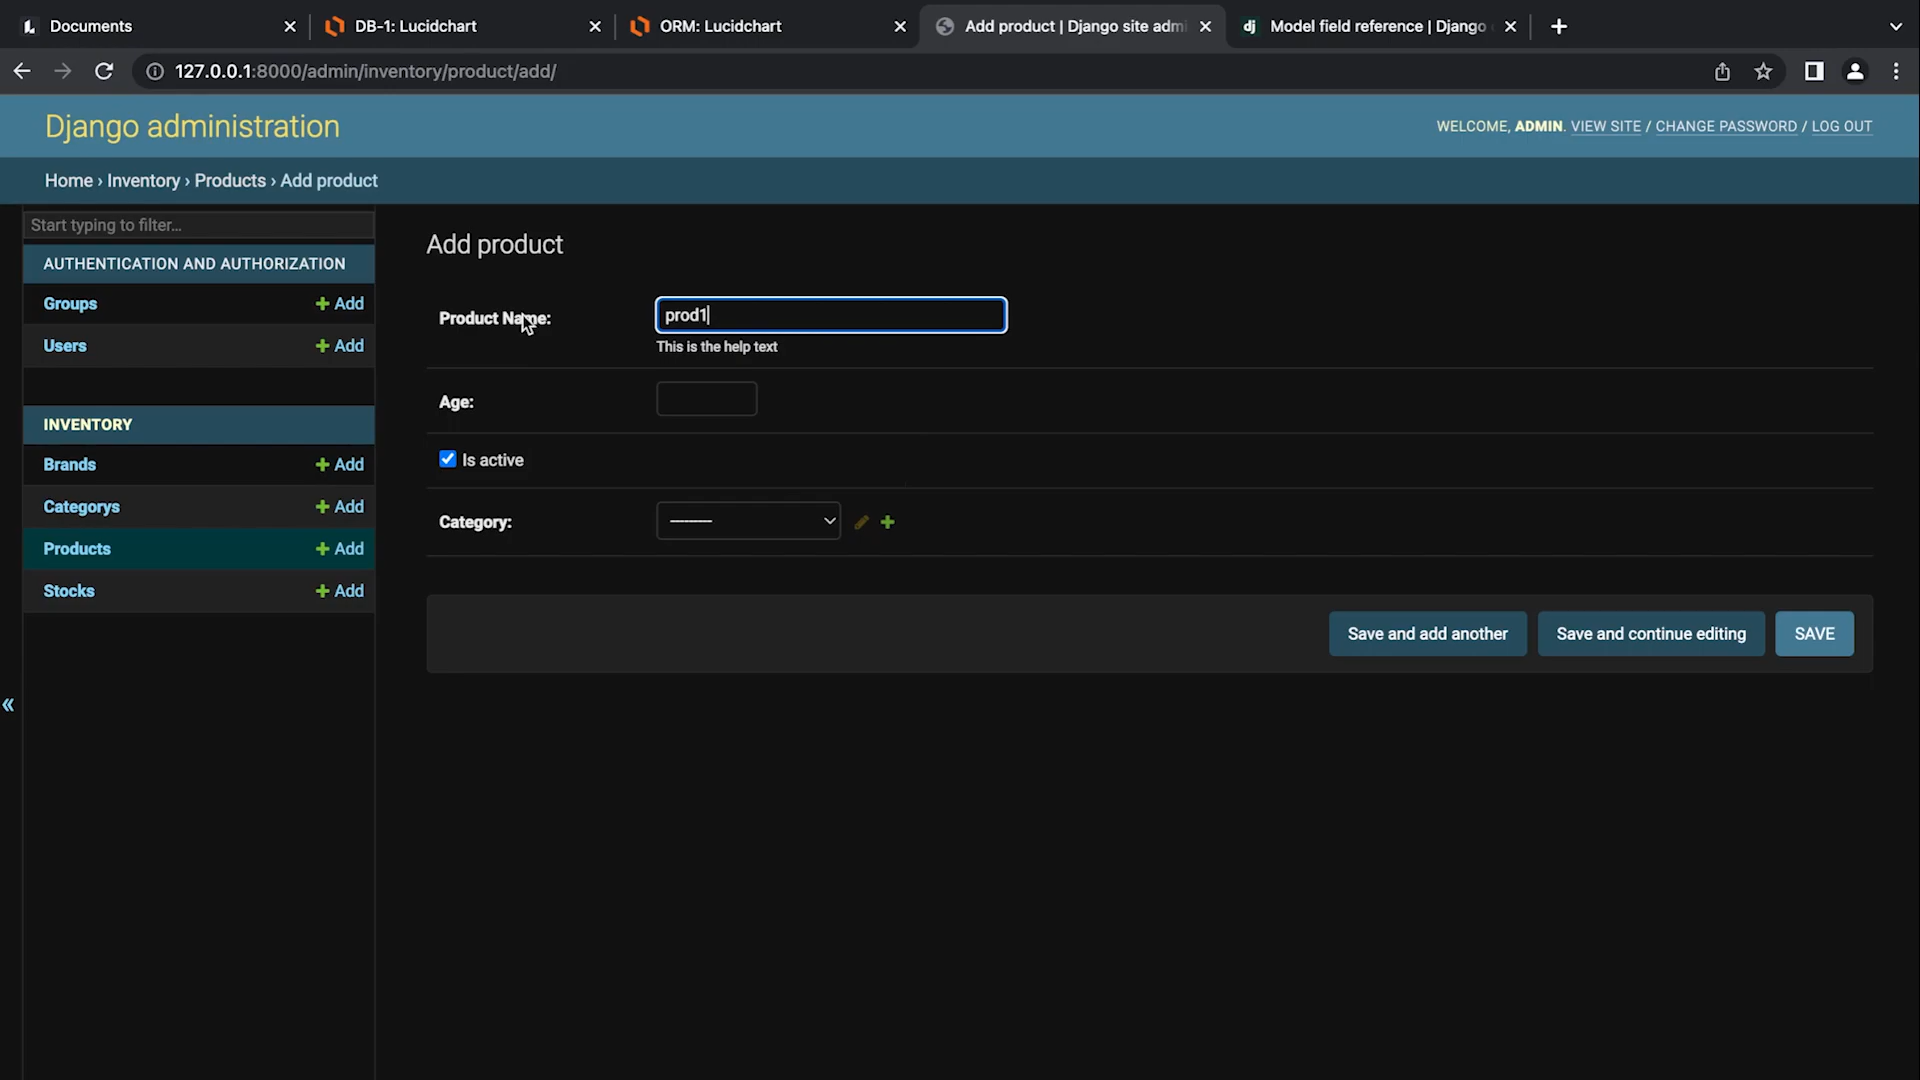 Documents
DB-1: Lucidchart
ORM: Lucidchart
Add product | Django site admi
Model field reference | Django
127.0.0.1:8000/admin/inventory/product/add/
Django administration
WELCOME, ADMIN. VIEW SITE / CHANGE PASSWORD / LOG OUT
Home › Inventory › Products › Add product
Start typing to filter...
AUTHENTICATION AND AUTHORIZATION
Groups + Add
Users + Add
INVENTORY
Brands + Add
Categorys + Add
Products + Add
Stocks + Add
Add product
Product Name: prod1
This is the help text
Age:
Is active
Category: ---------
Save and add another
Save and continue editing
SAVE